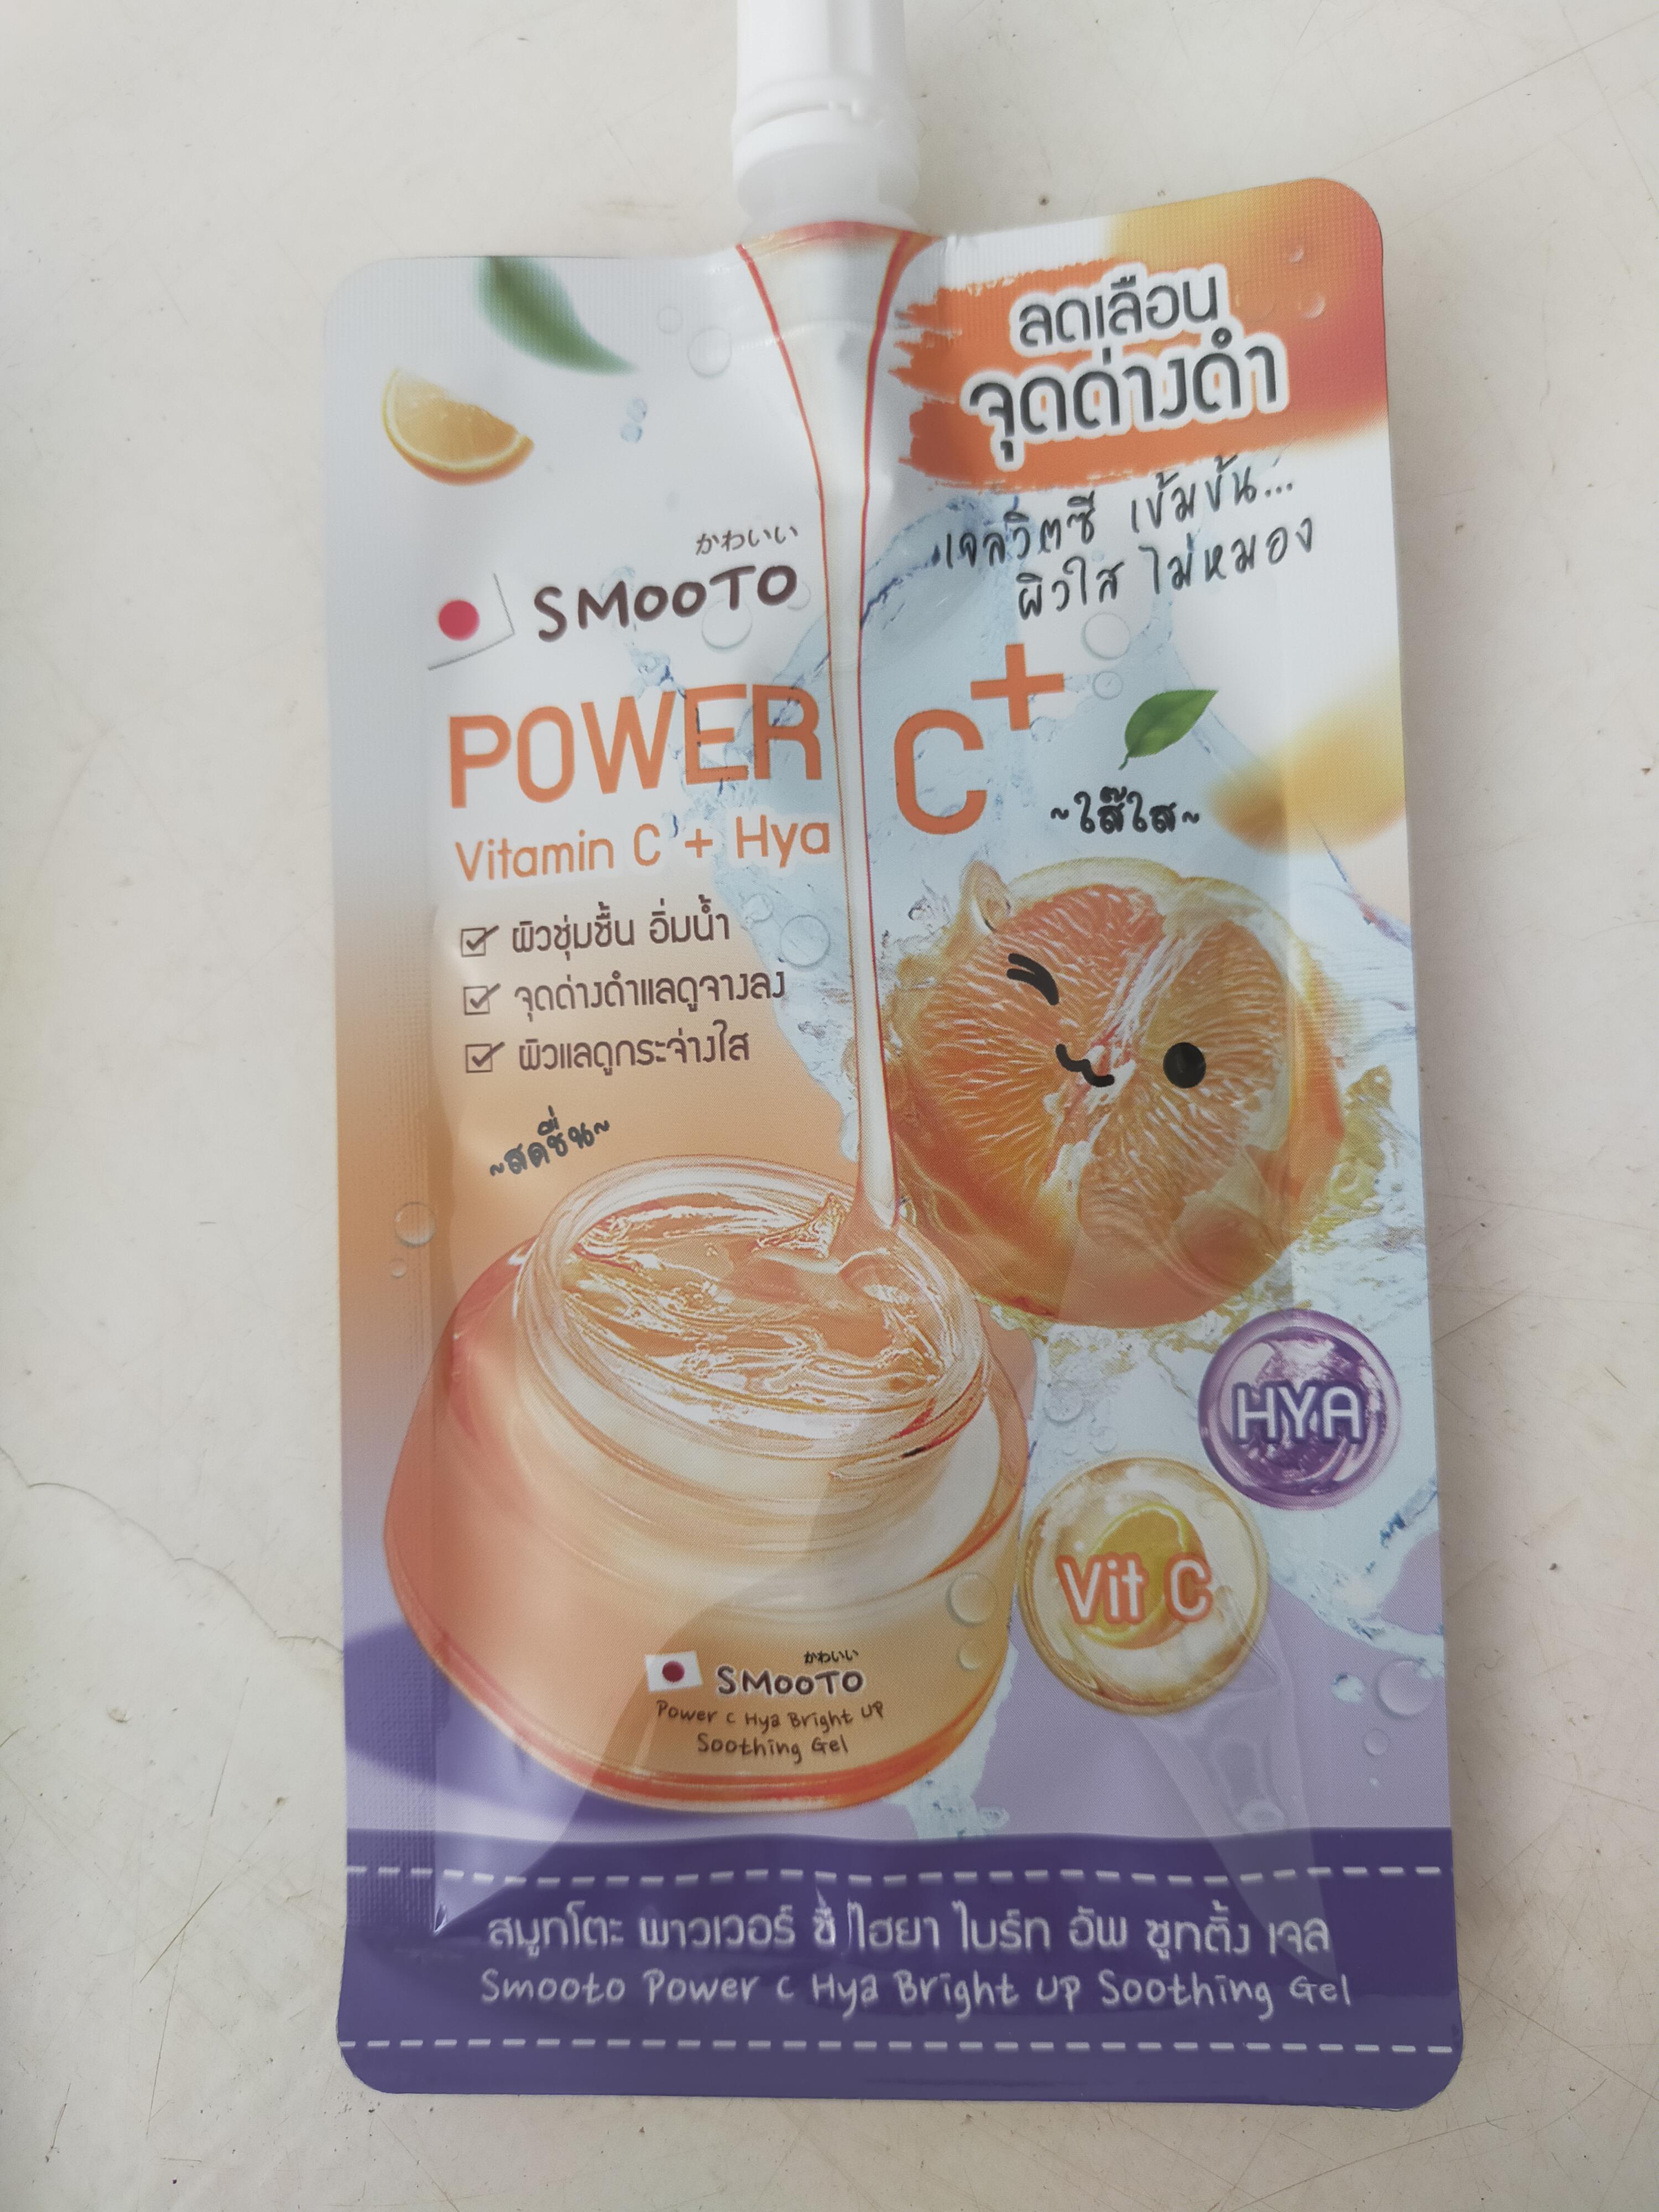 ลดเลือน
จุดด่างดำ
เจลวิตซี เข้มข้น...
ผิวใส ไม่หมอง
かわいい
SMOOTO
POWER C+
Vitamin C + Hya
~ใส๊ใส~
ผิวชุ่มชื้น อิ่มน้ำ
จุดด่างดำแลดูจางลง
ผิวแลดูกระจ่างใส
~สดชื่น~
HYA
Vit C
かわいい
SMOOTO
Power C Hya Bright UP
Soothing Gel
สมูทโตะ พาวเวอร์ ซี ไฮยา ไบร์ท อัพ ซูทติ้ง เจล
Smooto Power C Hya Bright UP Soothing Gel